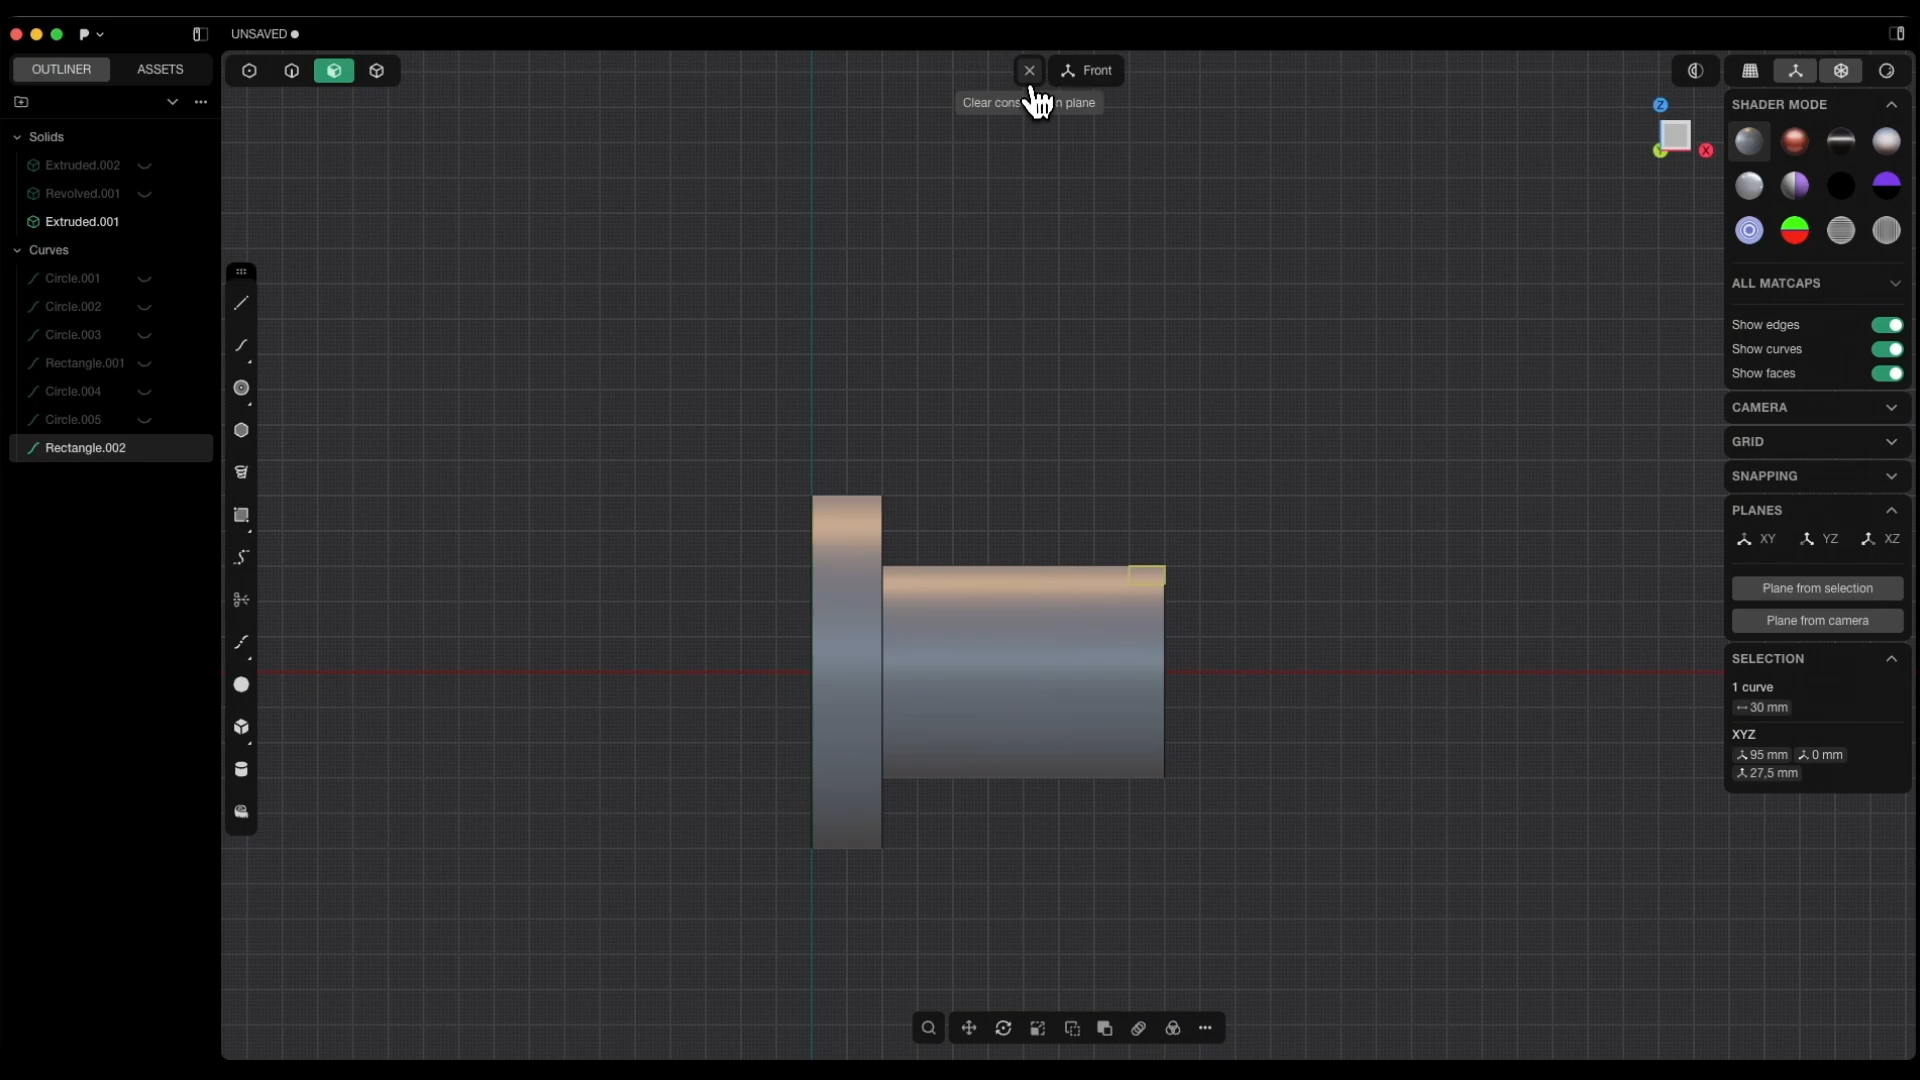 UNSAVED
OUTLINER
ASSETS
Solids
Extruded.002
Revolved.001
Extruded.001
Curves
Circle.001
Circle.002
Circle.003
Rectangle.001
Circle.004
Circle.005
Rectangle.002
Front
Clear cons n plane
Z
Y
X
SHADER MODE
ALL MATCAPS
Show edges
Show curves
Show faces
CAMERA
GRID
SNAPPING
PLANES
XY YZ XZ
Plane from selection
Plane from camera
SELECTION
1 curve
30 mm
XYZ
95 mm 0 mm
27,5 mm